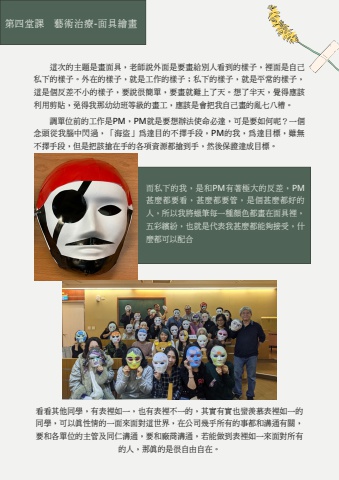 第四堂課　藝術治療-面具繪畫
這次的主題是畫面具，老師說外面是要畫給別人看到的樣子，裡面是自己
私下的樣子。外在的樣子，就是工作的樣子；私下的樣子，就是平常的樣子，
這是個反差不小的樣子，要說很簡單，要畫就難上了天。想了半天，覺得應該
利用剪貼，免得我那幼幼班等級的畫工，應該是會把我自己畫的亂七八糟。
調單位前的工作是PM，PM就是要想辦法使命必達，可是要如何呢？一個
念頭從我腦中閃過，「海盜」為達目的不擇手段，PM的我，為達目標，雖無
不擇手段，但是把該搶在手的各項資源都搶到手，然後保證達成目標。
而私下的我，是和PM有著極大的反差，PM
甚麼都要看，甚麼都要管，是個甚麼都好的
人，所以我將蠟筆每一種顏色都畫在面具裡，
五彩繽紛，也就是代表我甚麼都能夠接受，什
麼都可以配合
看看其他同學，有表裡如一，也有表裡不一的，其實有實也蠻羨慕表裡如一的
同學，可以真性情的一面來面對這世界，在公司幾乎所有的事都和溝通有關，
要和各單位的主管及同仁溝通，要和廠商溝通，若能做到表裡如一來面對所有
的人，那真的是很自由自在。